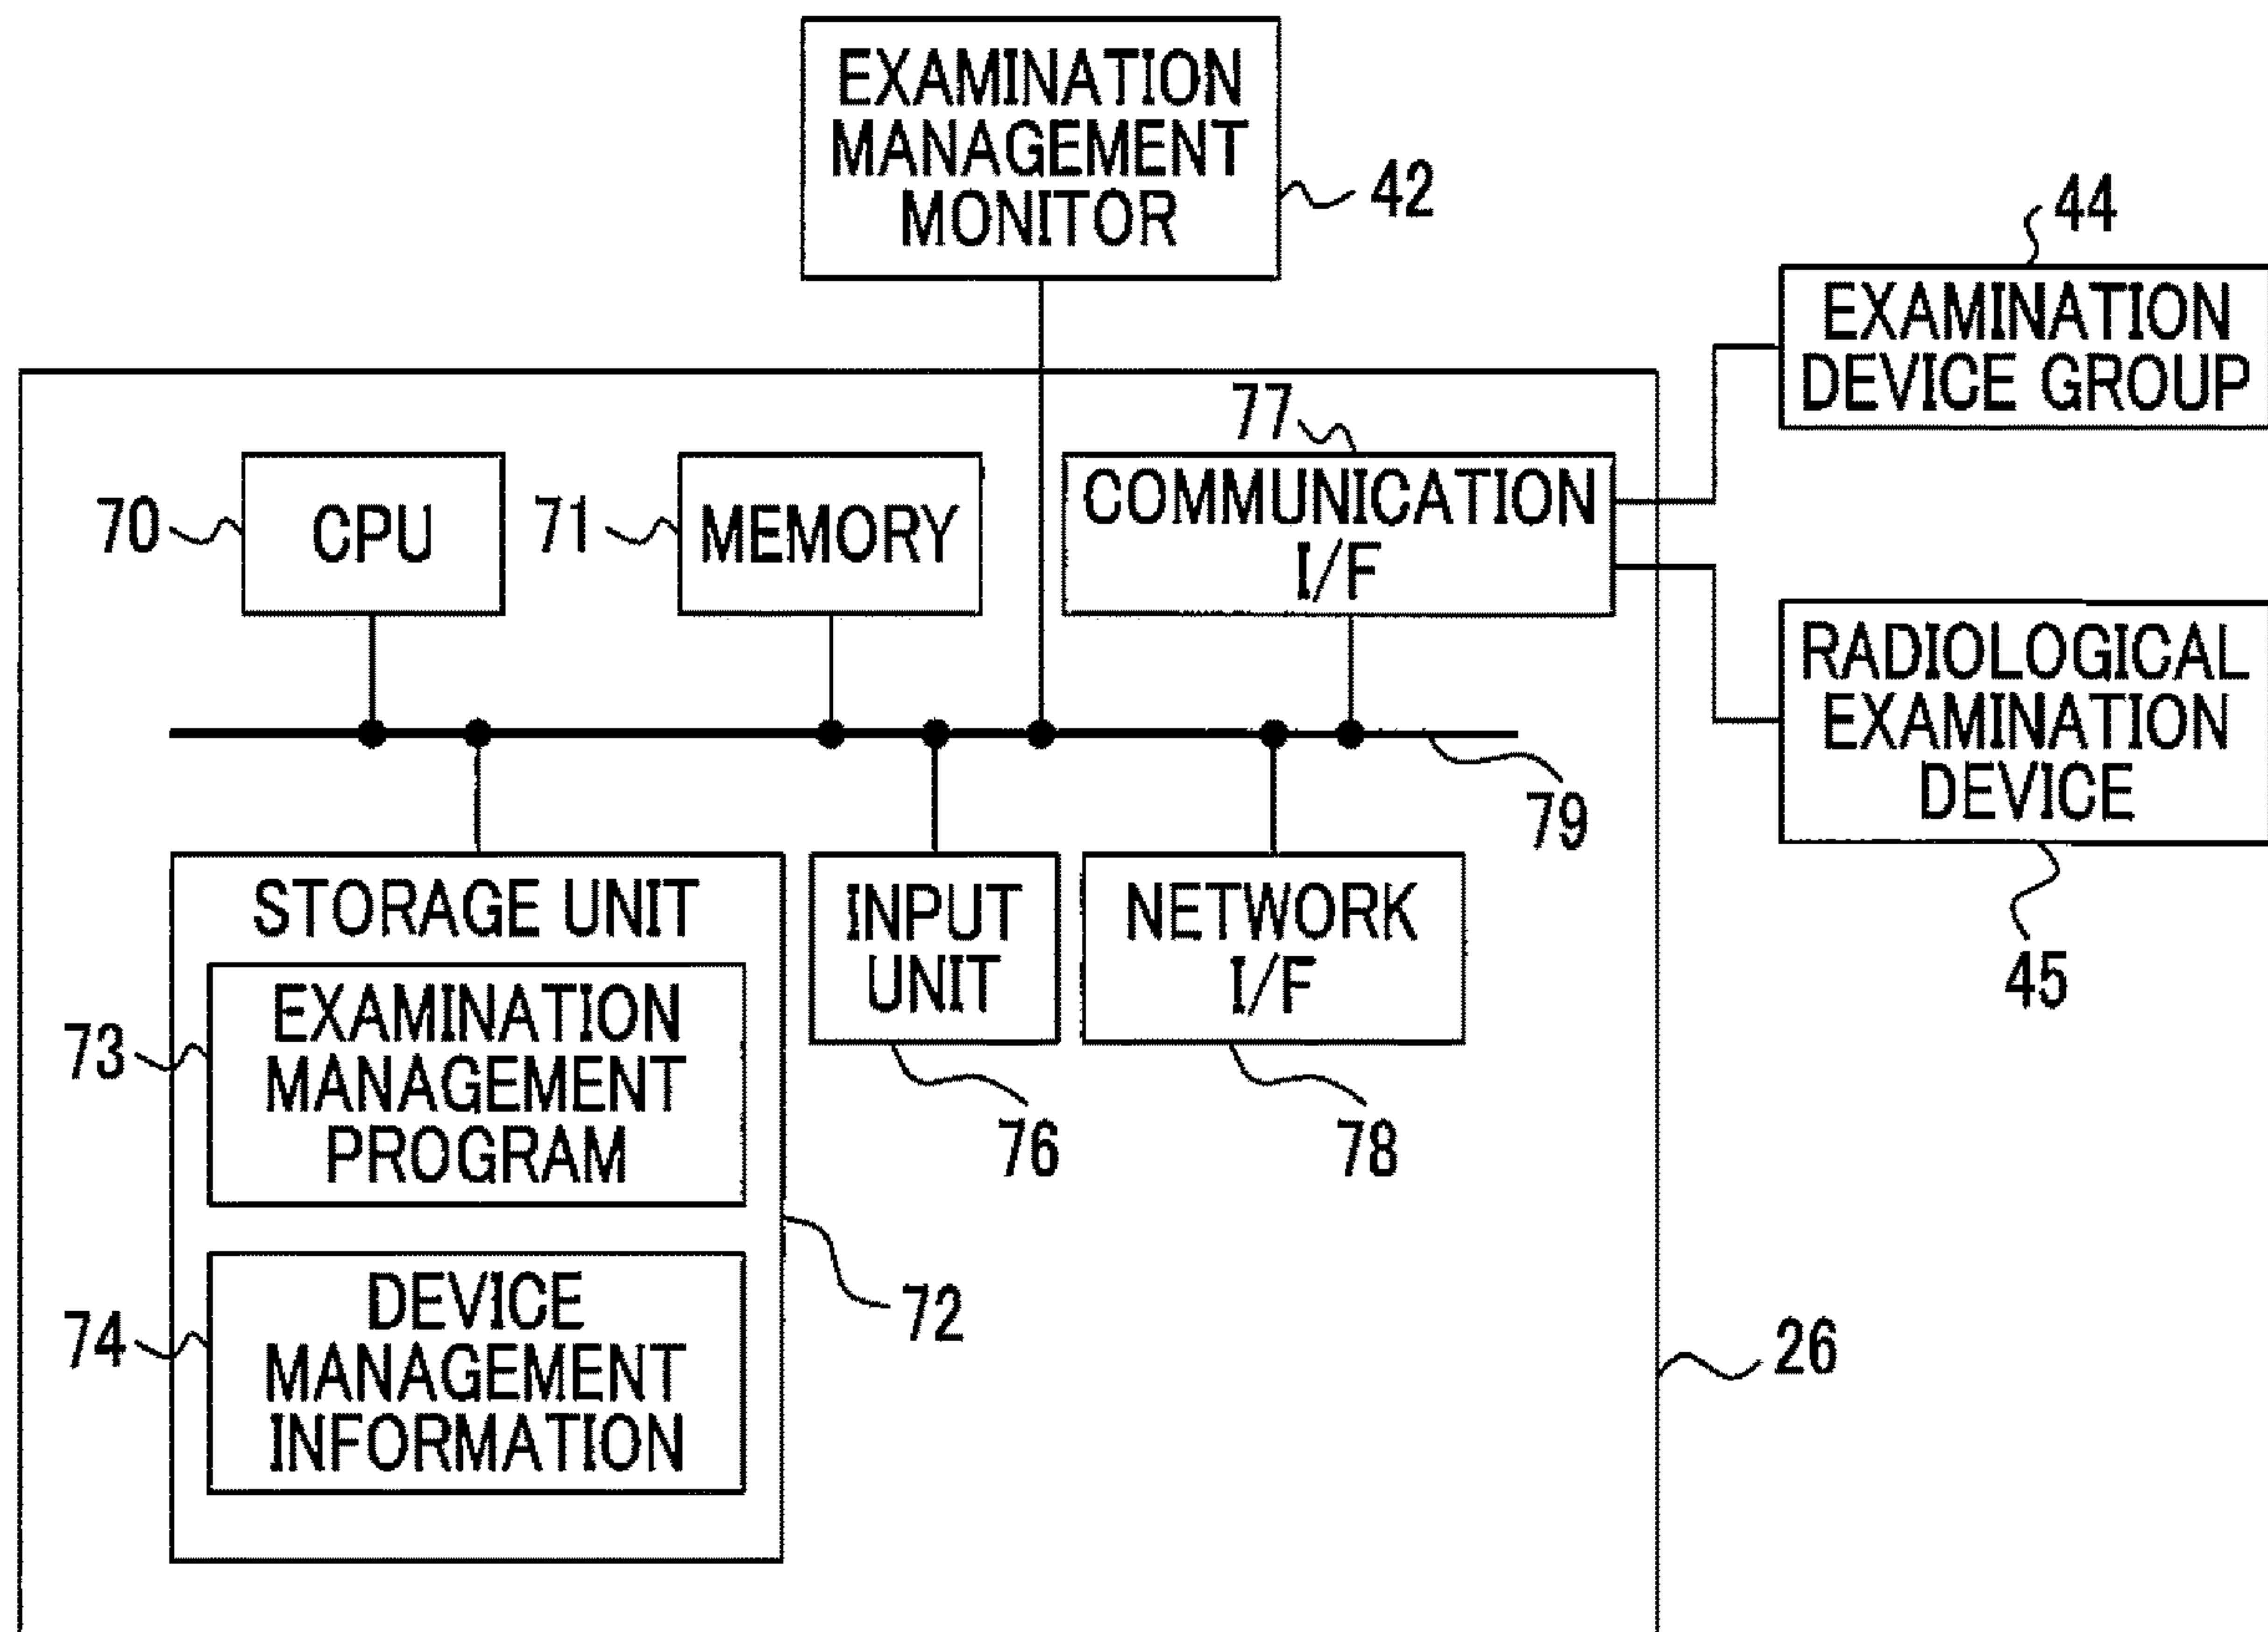 EXAMINATION
MANAGEMENT
MONITOR
42
44
EXAMINATION
DEVICE GROUP
77
70
CPU
71
MEMORY
COMMUNICATION
I/F
RADIOLOGICAL
EXAMINATION
DEVICE
79
45
STORAGE UNIT
INPUT
UNIT
NETWORK
I/F
73
EXAMINATION
MANAGEMENT
PROGRAM
76
78
74
DEVICE
MANAGEMENT
INFORMATION
72
26